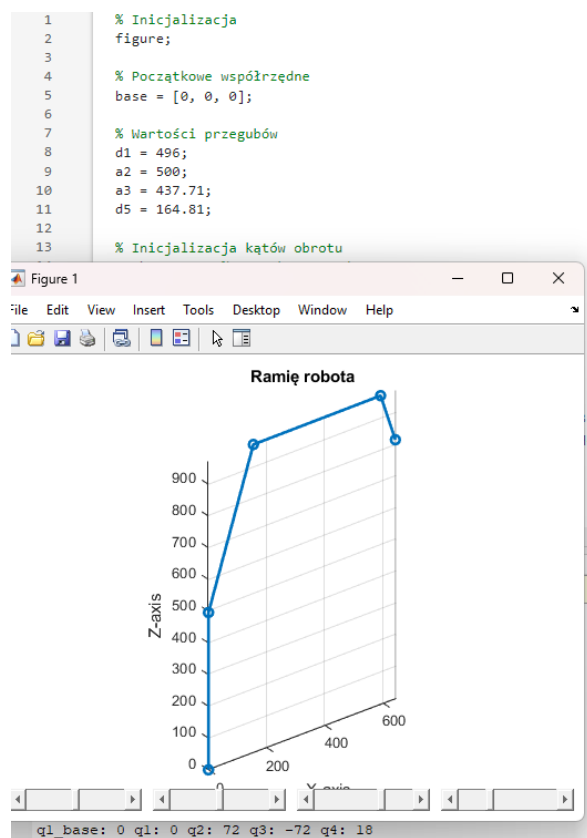 1 % Inicjalizacja
2 figure;
3
4 % Początkowe współrzędne
5 base = [0, 0, 0];
6
7 % Wartości przegubów
8 d1 = 496;
9 a2 = 500;
10 a3 = 437.71;
11 d5 = 164.81;
12
13 % Inicjalizacja kątów obrotu
Figure 1
File Edit View Insert Tools Desktop Window Help
Ramię robota
900
800
700
600
500
400
300
200
100
0
Z-axis
0
200
400
600
q1_base: 0 q1: 0 q2: 72 q3: -72 q4: 18